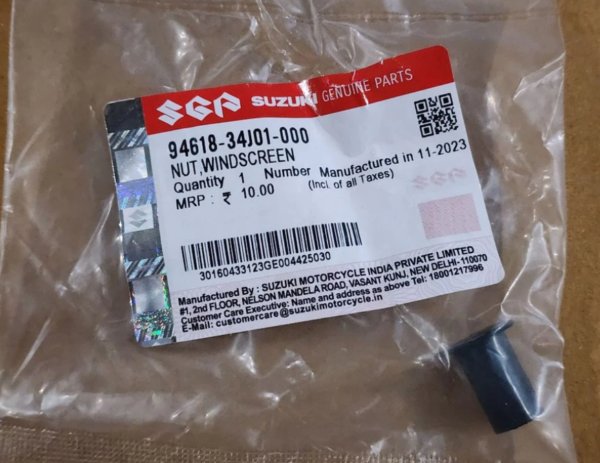 SGP SUZUKI GENUINE PARTS
94618-34J01-000
NUT,WINDSCREEN
Quantity 1 Number Manufactured in 11-2023
MRP : ₹ 10.00 (Incl. of all Taxes)
30160433123GE004425030
Manufactured By : SUZUKI MOTORCYCLE INDIA PRIVATE LIMITED
#1, 2nd FLOOR, NELSON MANDELA ROAD, VASANT KUNJ, NEW DELHI-110070
Customer Care Executive: Name and address as above Tel: 18001217996
E-Mail: customercare@suzukimotorcycle.in
SGP